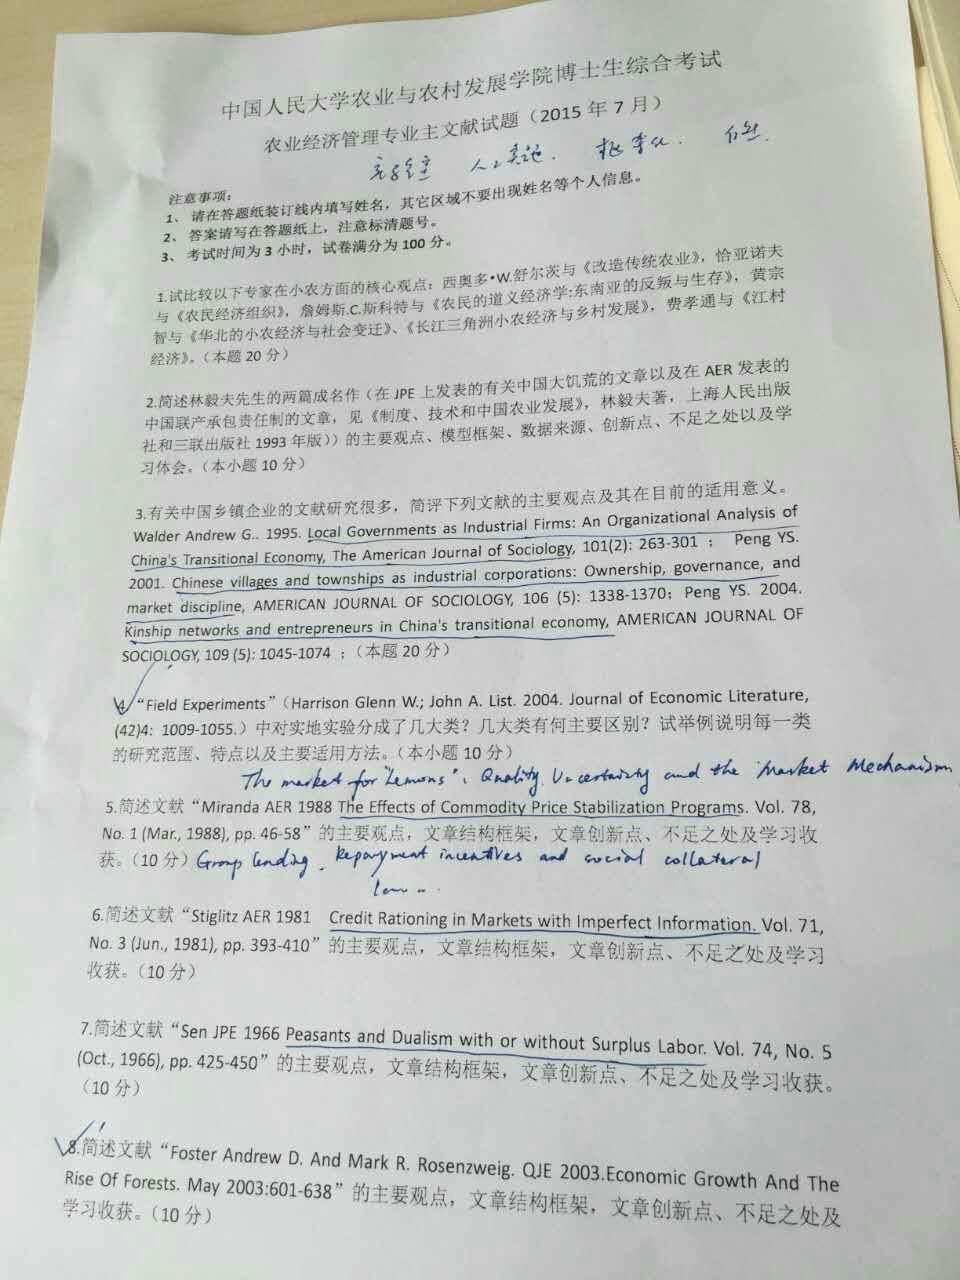 中国人民大学农业与农村发展学院博士生综合考试
农业经济管理专业主文献试题（2015 年 7 月）
注意事项：
1、 请在答题纸装订线内填写姓名，其它区域不要出现姓名等个人信息。
2、 答案请写在答题纸上，注意标清题号。
3、 考试时间为 3 小时，试卷满分为 100 分。
1.试比较以下专家在小农方面的核心观点：西奥多•W.舒尔茨与《改造传统农业》，恰亚诺夫
与《农民经济组织》，詹姆斯.C.斯科特与《农民的道义经济学:东南亚的反叛与生存》，黄宗
智与《华北的小农经济与社会变迁》、《长江三角洲小农经济与乡村发展》，费孝通与《江村
经济》。（本题 20 分）
2.简述林毅夫先生的两篇成名作（在 JPE 上发表的有关中国大饥荒的文章以及在 AER 发表的
中国联产承包责任制的文章，见《制度、技术和中国农业发展》，林毅夫著，上海人民出版
社和三联出版社 1993 年版））的主要观点、模型框架、数据来源、创新点、不足之处以及学
习体会。（本小题 10 分）
3.有关中国乡镇企业的文献研究很多，简评下列文献的主要观点及其在目前的适用意义。
Walder Andrew G.. 1995. Local Governments as Industrial Firms: An Organizational Analysis of
China's Transitional Economy, The American Journal of Sociology, 101(2): 263-301 ； Peng YS.
2001. Chinese villages and townships as industrial corporations: Ownership, governance, and
market discipline, AMERICAN JOURNAL OF SOCIOLOGY, 106 (5): 1338-1370；Peng YS. 2004.
Kinship networks and entrepreneurs in China's transitional economy, AMERICAN JOURNAL OF
SOCIOLOGY, 109 (5): 1045-1074 ；（本题 20 分）
4. “Field Experiments”（Harrison Glenn W.; John A. List. 2004. Journal of Economic Literature,
(42)4: 1009-1055.）中对实地实验分成了几大类？几大类有何主要区别？试举例说明每一类
的研究范围、特点以及主要适用方法。（本小题 10 分）
The market for "Lemons": Quality Uncertainty and the Market Mechanism
5.简述文献“Miranda AER 1988 The Effects of Commodity Price Stabilization Programs. Vol. 78,
No. 1 (Mar., 1988), pp. 46-58”的主要观点，文章结构框架，文章创新点、不足之处及学习收
获。（10 分）Group lending, Repayment incentives and social collateral
6.简述文献“Stiglitz AER 1981 Credit Rationing in Markets with Imperfect Information. Vol. 71,
No. 3 (Jun., 1981), pp. 393-410”的主要观点，文章结构框架，文章创新点、不足之处及学习
收获。（10 分）
7.简述文献“Sen JPE 1966 Peasants and Dualism with or without Surplus Labor. Vol. 74, No. 5
(Oct., 1966), pp. 425-450”的主要观点，文章结构框架，文章创新点、不足之处及学习收获。
（10 分）
8.简述文献“Foster Andrew D. And Mark R. Rosenzweig. QJE 2003.Economic Growth And The
Rise Of Forests. May 2003:601-638”的主要观点，文章结构框架，文章创新点、不足之处及
学习收获。（10 分）